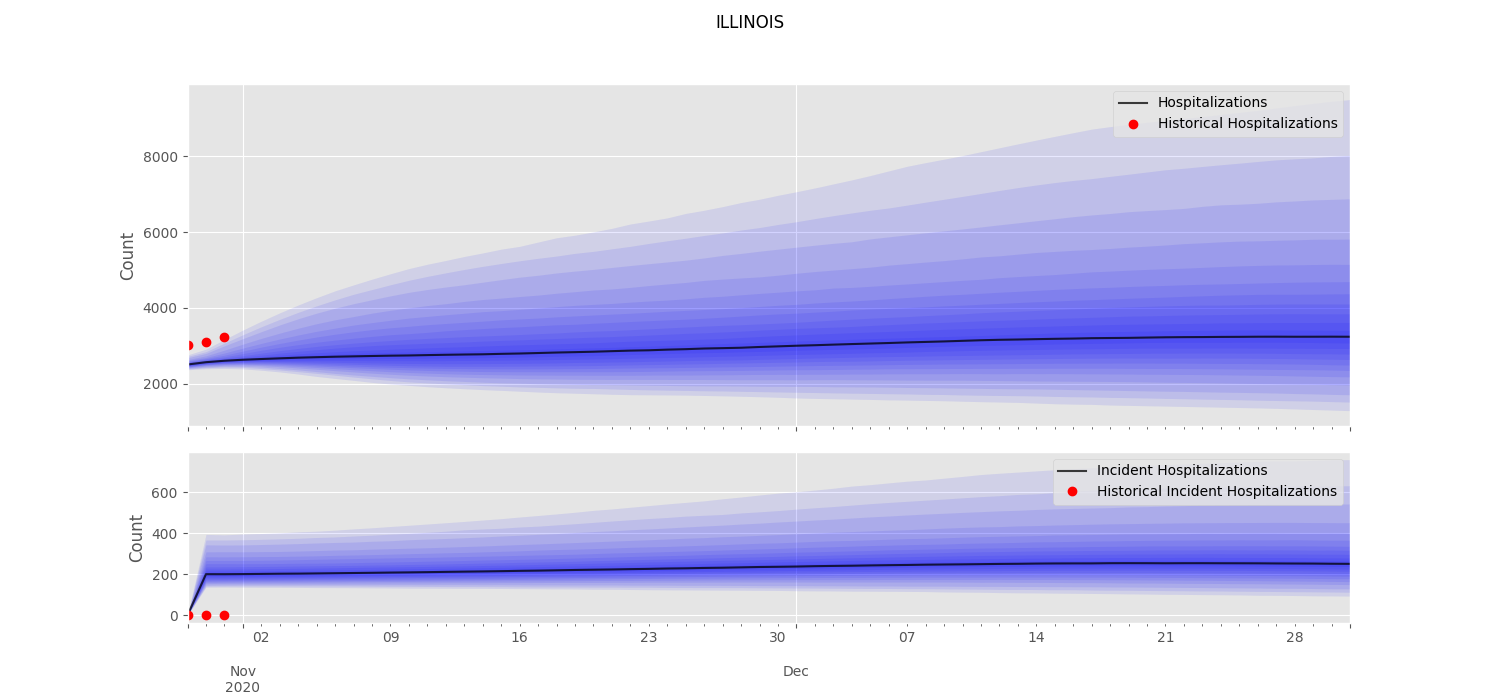 ILLINOIS
Hospitalizations
Historical Hospitalizations
8000
6000
4000
2000
Count
Incident Hospitalizations
Historical Incident Hospitalizations
600
400
200
0
Count
02 09 16 23 30 07 14 21 28
Nov Dec
2020